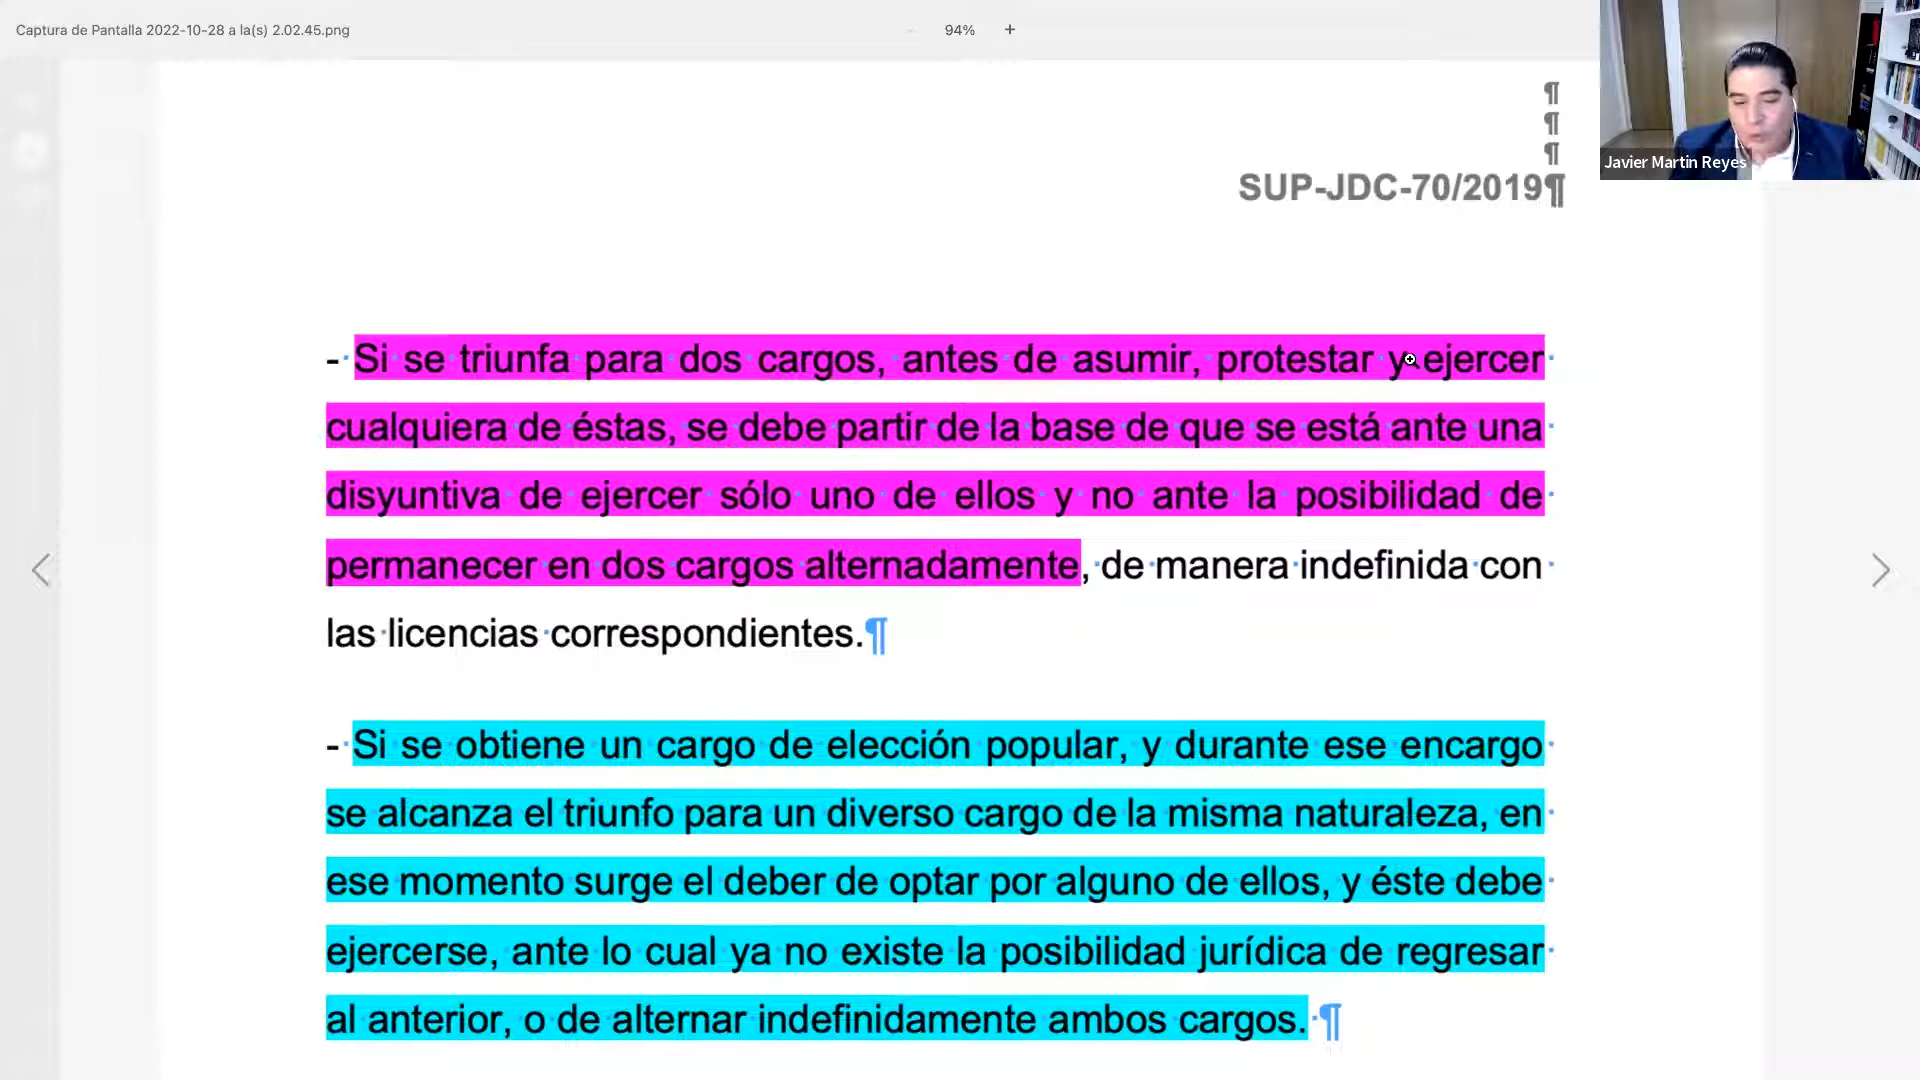 Captura de Pantalla 2022-10-28 a la(s) 2.02.45.png
- 94% +
Javier Martin Reyes
¶
¶
¶
SUP-JDC-70/2019¶
- Si se triunfa para dos cargos, antes de asumir, protestar y ejercer
cualquiera de éstas, se debe partir de la base de que se está ante una
disyuntiva de ejercer sólo uno de ellos y no ante la posibilidad de
permanecer en dos cargos alternadamente, de manera indefinida con
las licencias correspondientes.¶
- Si se obtiene un cargo de elección popular, y durante ese encargo
se alcanza el triunfo para un diverso cargo de la misma naturaleza, en
ese momento surge el deber de optar por alguno de ellos, y éste debe
ejercerse, ante lo cual ya no existe la posibilidad jurídica de regresar
al anterior, o de alternar indefinidamente ambos cargos. ¶